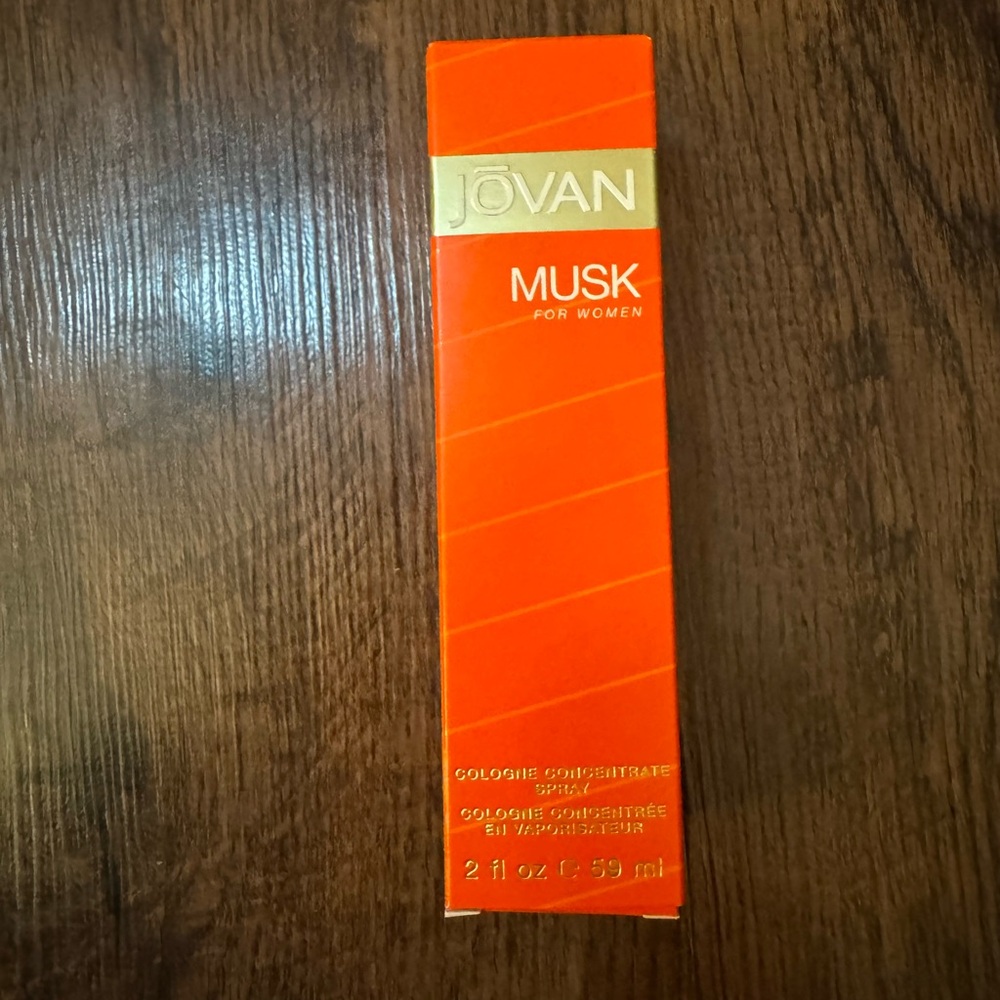 JŌVAN
MUSK
FOR WOMEN
COLOGNE CONCENTRATE
SPRAY
COLOGNE CONCENTRÉE
EN VAPORISATEUR
2 fl oz ℮ 59 ml